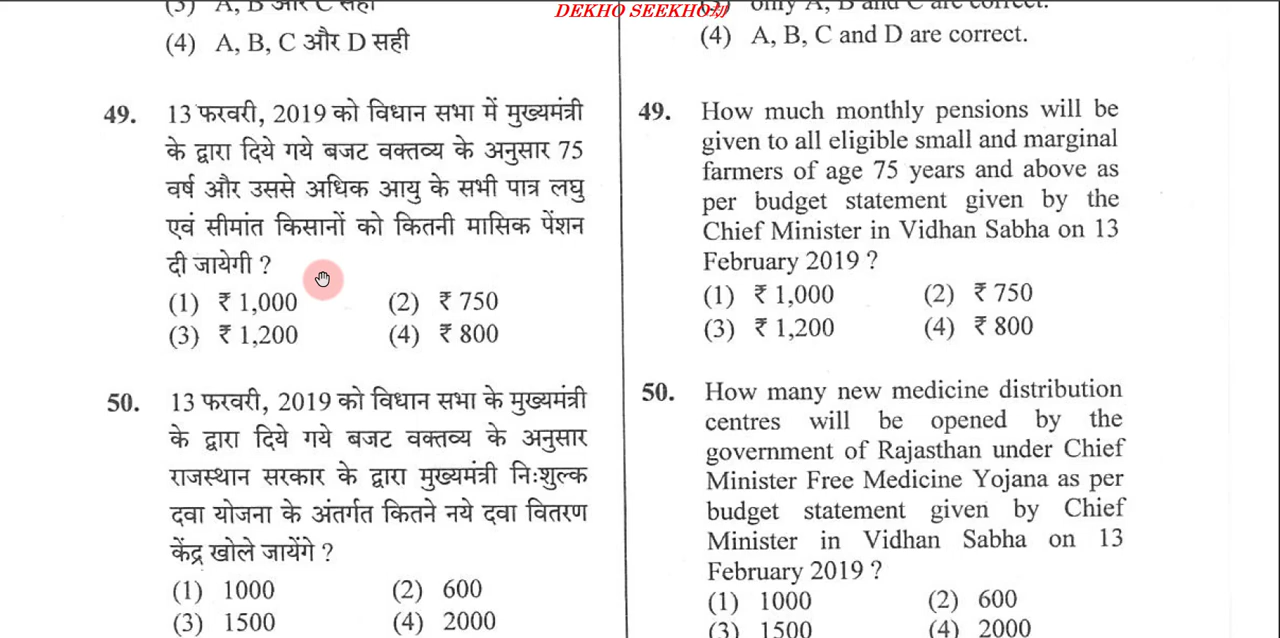 DEKHO SEEKHO
(3) A, B और C सही
(4) A, B, C और D सही
49. 13 फरवरी, 2019 को विधान सभा में मुख्यमंत्री
के द्वारा दिये गये बजट वक्तव्य के अनुसार 75
वर्ष और उससे अधिक आयु के सभी पात्र लघु
एवं सीमांत किसानों को कितनी मासिक पेंशन
दी जायेगी ?
(1) ₹ 1,000 (2) ₹ 750
(3) ₹ 1,200 (4) ₹ 800
50. 13 फरवरी, 2019 को विधान सभा के मुख्यमंत्री
के द्वारा दिये गये बजट वक्तव्य के अनुसार
राजस्थान सरकार के द्वारा मुख्यमंत्री निःशुल्क
दवा योजना के अंतर्गत कितने नये दवा वितरण
केंद्र खोले जायेंगे ?
(1) 1000 (2) 600
(3) 1500 (4) 2000
only A, B and C are correct.
(4) A, B, C and D are correct.
49. How much monthly pensions will be
given to all eligible small and marginal
farmers of age 75 years and above as
per budget statement given by the
Chief Minister in Vidhan Sabha on 13
February 2019 ?
(1) ₹ 1,000 (2) ₹ 750
(3) ₹ 1,200 (4) ₹ 800
50. How many new medicine distribution
centres will be opened by the
government of Rajasthan under Chief
Minister Free Medicine Yojana as per
budget statement given by Chief
Minister in Vidhan Sabha on 13
February 2019 ?
(1) 1000 (2) 600
(3) 1500 (4) 2000